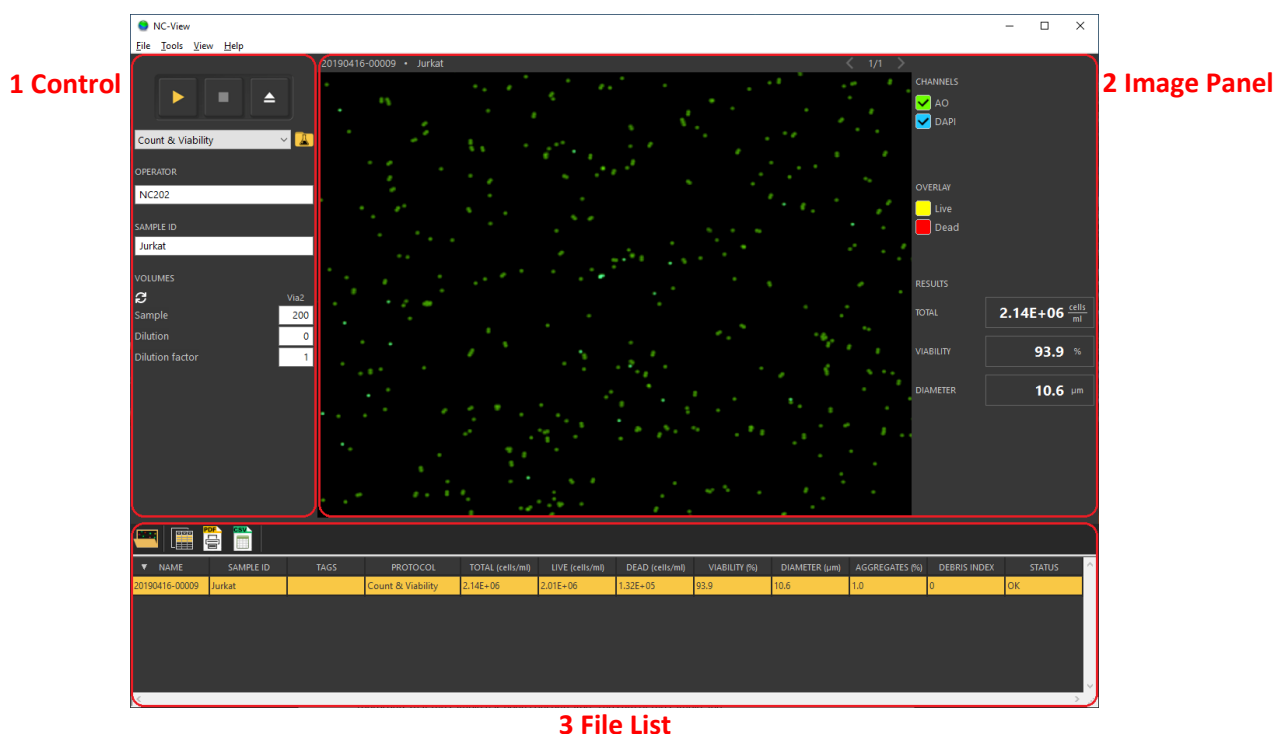 NC-View
File Tools View Help
1 Control
2 Image Panel
20190416-00009 • Jurkat
1/1
Count & Viability
OPERATOR
NC202
SAMPLE ID
Jurkat
VOLUMES
Via2
Sample 200
Dilution 0
Dilution factor 1
CHANNELS
AO
DAPI
OVERLAY
Live
Dead
RESULTS
TOTAL 2.14E+06 cells/ml
VIABILITY 93.9 %
DIAMETER 10.6 µm
PDF CSV
NAME SAMPLE ID TAGS PROTOCOL TOTAL (cells/ml) LIVE (cells/ml) DEAD (cells/ml) VIABILITY (%) DIAMETER (µm) AGGREGATES (%) DEBRIS INDEX STATUS
20190416-00009 Jurkat Count & Viability 2.14E+06 2.01E+06 1.32E+05 93.9 10.6 1.0 0 OK
3 File List